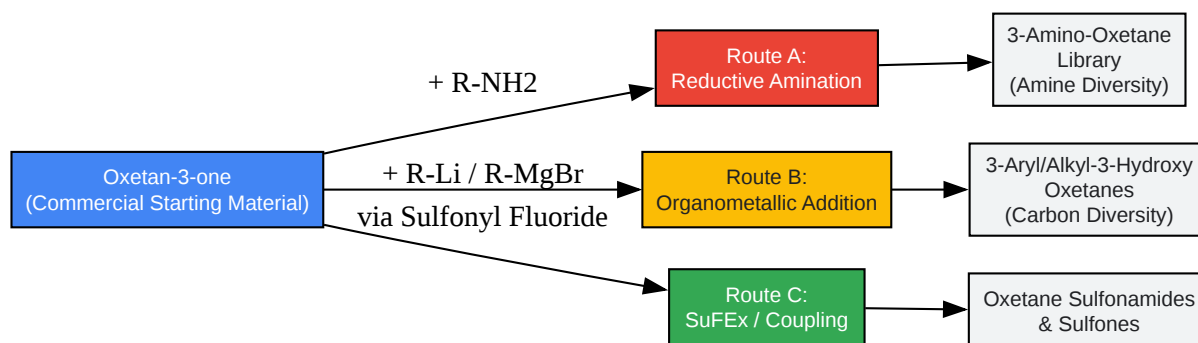 Oxetan-3-one
(Commercial Starting Material)
+ R-NH2
+ R-Li / R-MgBr
via Sulfonyl Fluoride
Route A:
Reductive Amination
3-Amino-Oxetane
Library
(Amine Diversity)
Route B:
Organometallic Addition
3-Aryl/Alkyl-3-Hydroxy
Oxetanes
(Carbon Diversity)
Route C:
SuFEx / Coupling
Oxetane Sulfonamides
& Sulfones